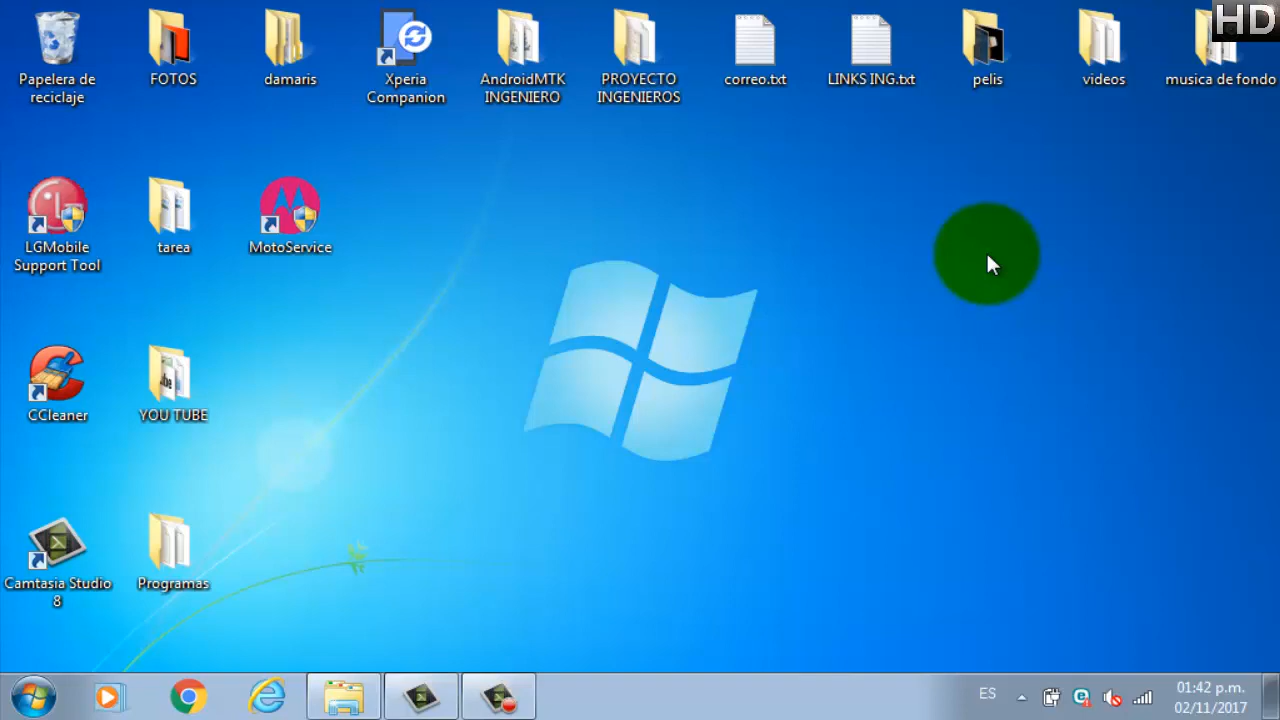 HD
Papelera de
reciclaje
FOTOS
damaris
Xperia
Companion
AndroidMTK
INGENIERO
PROYECTO
INGENIEROS
correo.txt
LINKS ING.txt
pelis
videos
musica de fondo
LG
LGMobile
Support Tool
tarea
MotoService
CCleaner
YOU TUBE
Camtasia Studio
8
Programas
ES
01:42 p.m.
02/11/2017